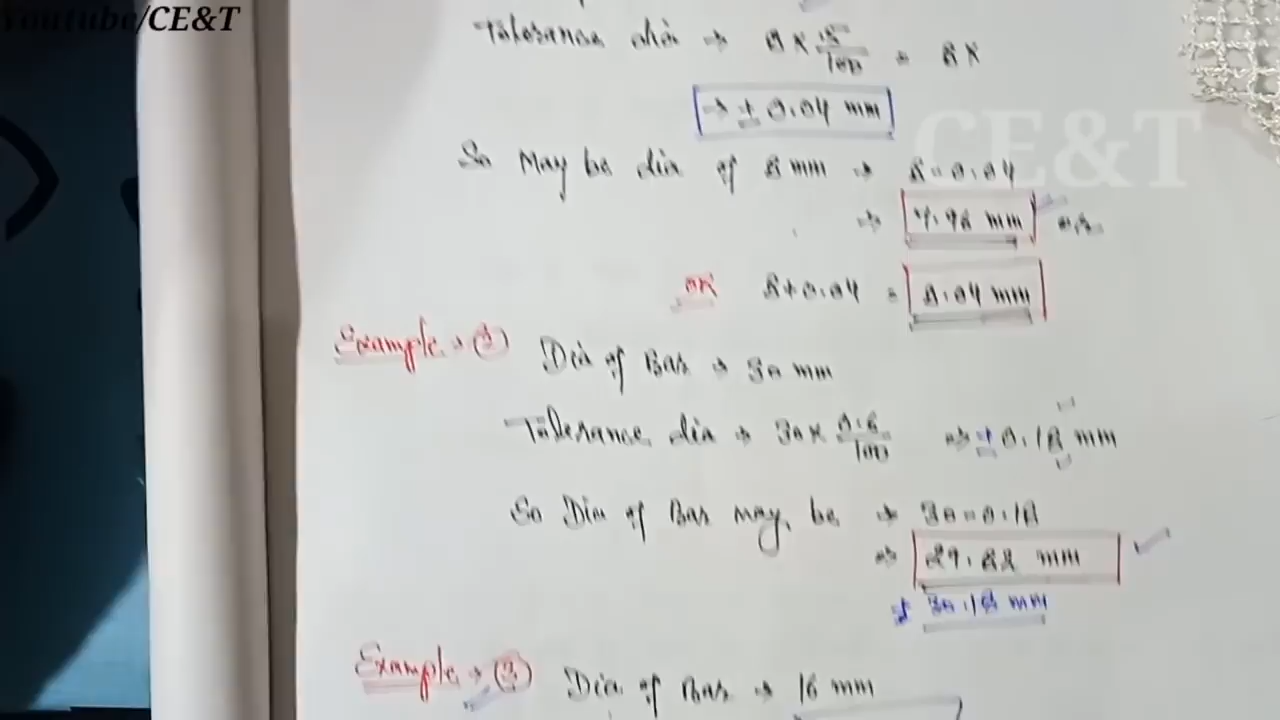 Youtube/CE&T
CE&T
Tolerance dia → 8 × 5/100 = 8 ×
→ ± 0.04 mm
So may be dia of 8 mm → 8 - 0.04
→ 7.96 mm
OR 8 + 0.04 = 8.04 mm
Example → (2) Dia of Bar → 30 mm
Tolerance dia → 30 × 0.6/100 → ± 0.18 mm
So Dia of Bar may be → 30 - 0.18
→ 29.82 mm
30.18 mm
Example → (3) Dia of Bar → 16 mm